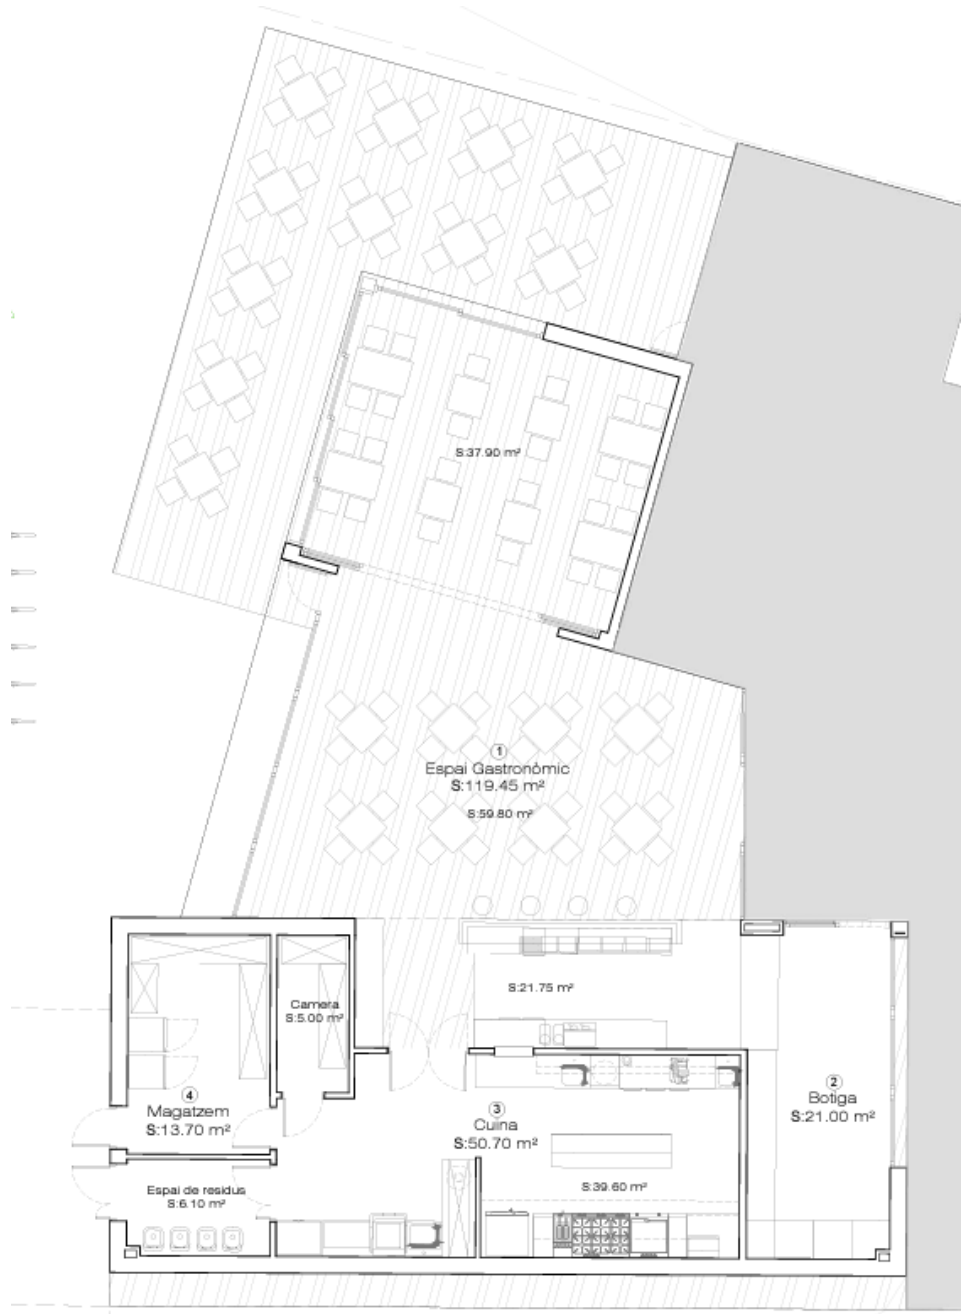 S:37.90 m²
1
Espai Gastronòmic
S:119.45 m²
S:59.80 m²
S:21.75 m²
Camera
S:5.00 m²
2
Botiga
S:21.00 m²
4
Magatzem
S:13.70 m²
3
Cuina
S:50.70 m²
Espai de residus
S:6.10 m²
S:39.60 m²